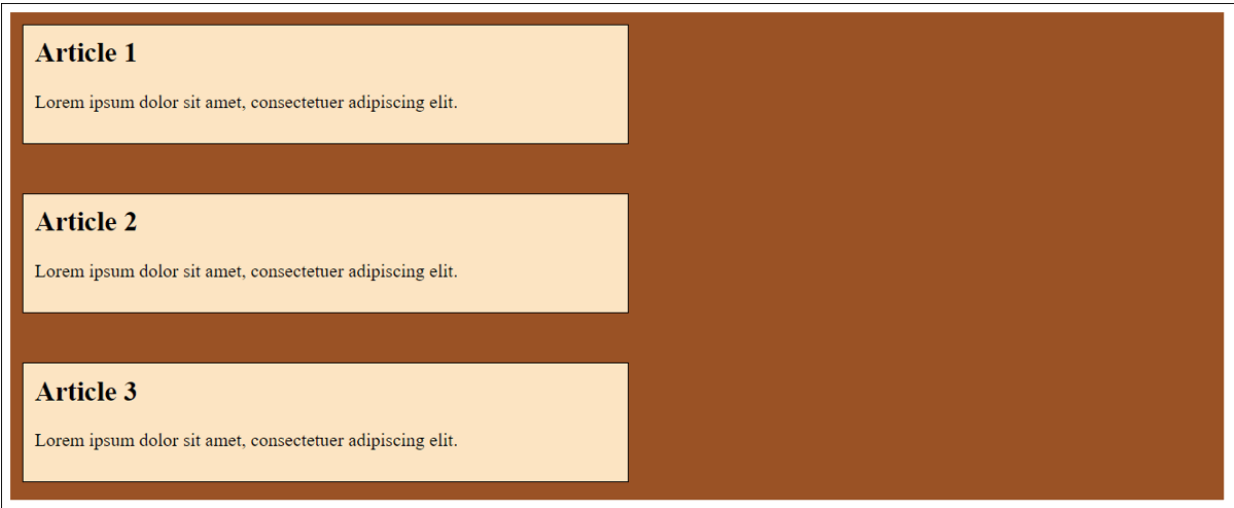 Article 1
Lorem ipsum dolor sit amet, consectetuer adipiscing elit.
Article 2
Lorem ipsum dolor sit amet, consectetuer adipiscing elit.
Article 3
Lorem ipsum dolor sit amet, consectetuer adipiscing elit.